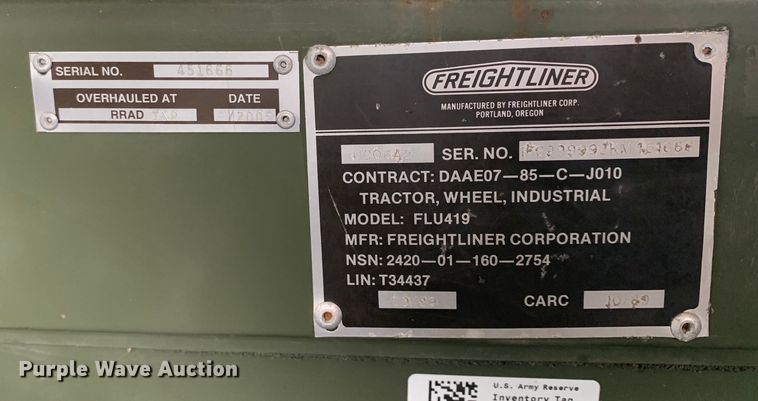 SERIAL NO. 451666
OVERHAULED AT DATE
RRAD
FREIGHTLINER
MANUFACTURED BY FREIGHTLINER CORP.
PORTLAND, OREGON
SER. NO.
CONTRACT: DAAE07—85—C—J010
TRACTOR, WHEEL, INDUSTRIAL
MODEL: FLU419
MFR: FREIGHTLINER CORPORATION
NSN: 2420—01—160—2754
LIN: T34437
CARC 10/89
Purple Wave Auction
U.S. Army Reserve
Inventory Tag